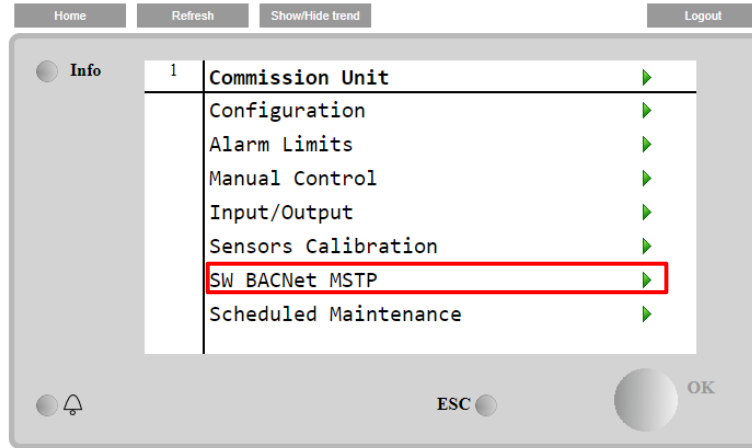 Home Refresh Show/Hide trend Logout
Info
1 Commission Unit
Configuration
Alarm Limits
Manual Control
Input/Output
Sensors Calibration
SW BACNet MSTP
Scheduled Maintenance
ESC OK